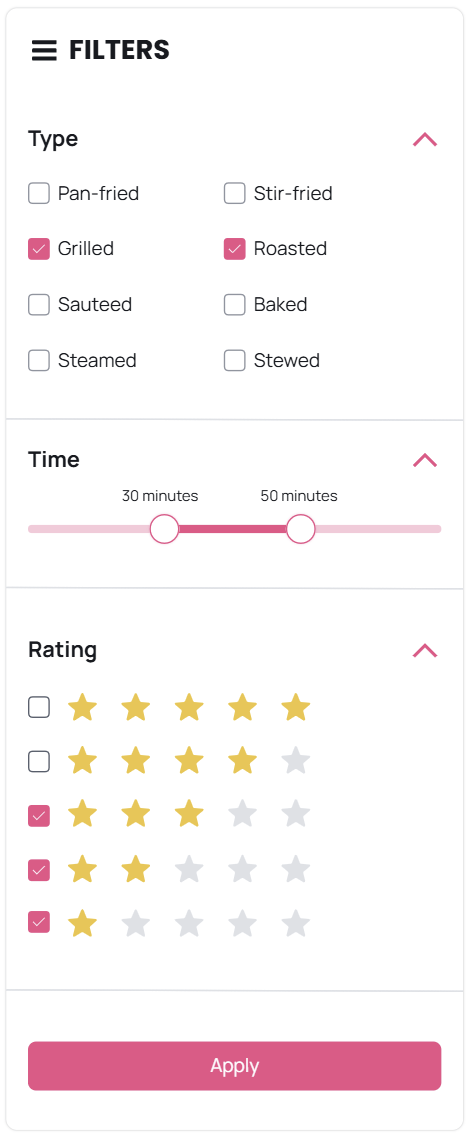 FILTERS
Type
Pan-fried Stir-fried
Grilled Roasted
Sauteed Baked
Steamed Stewed
Time
30 minutes 50 minutes
Rating
Apply